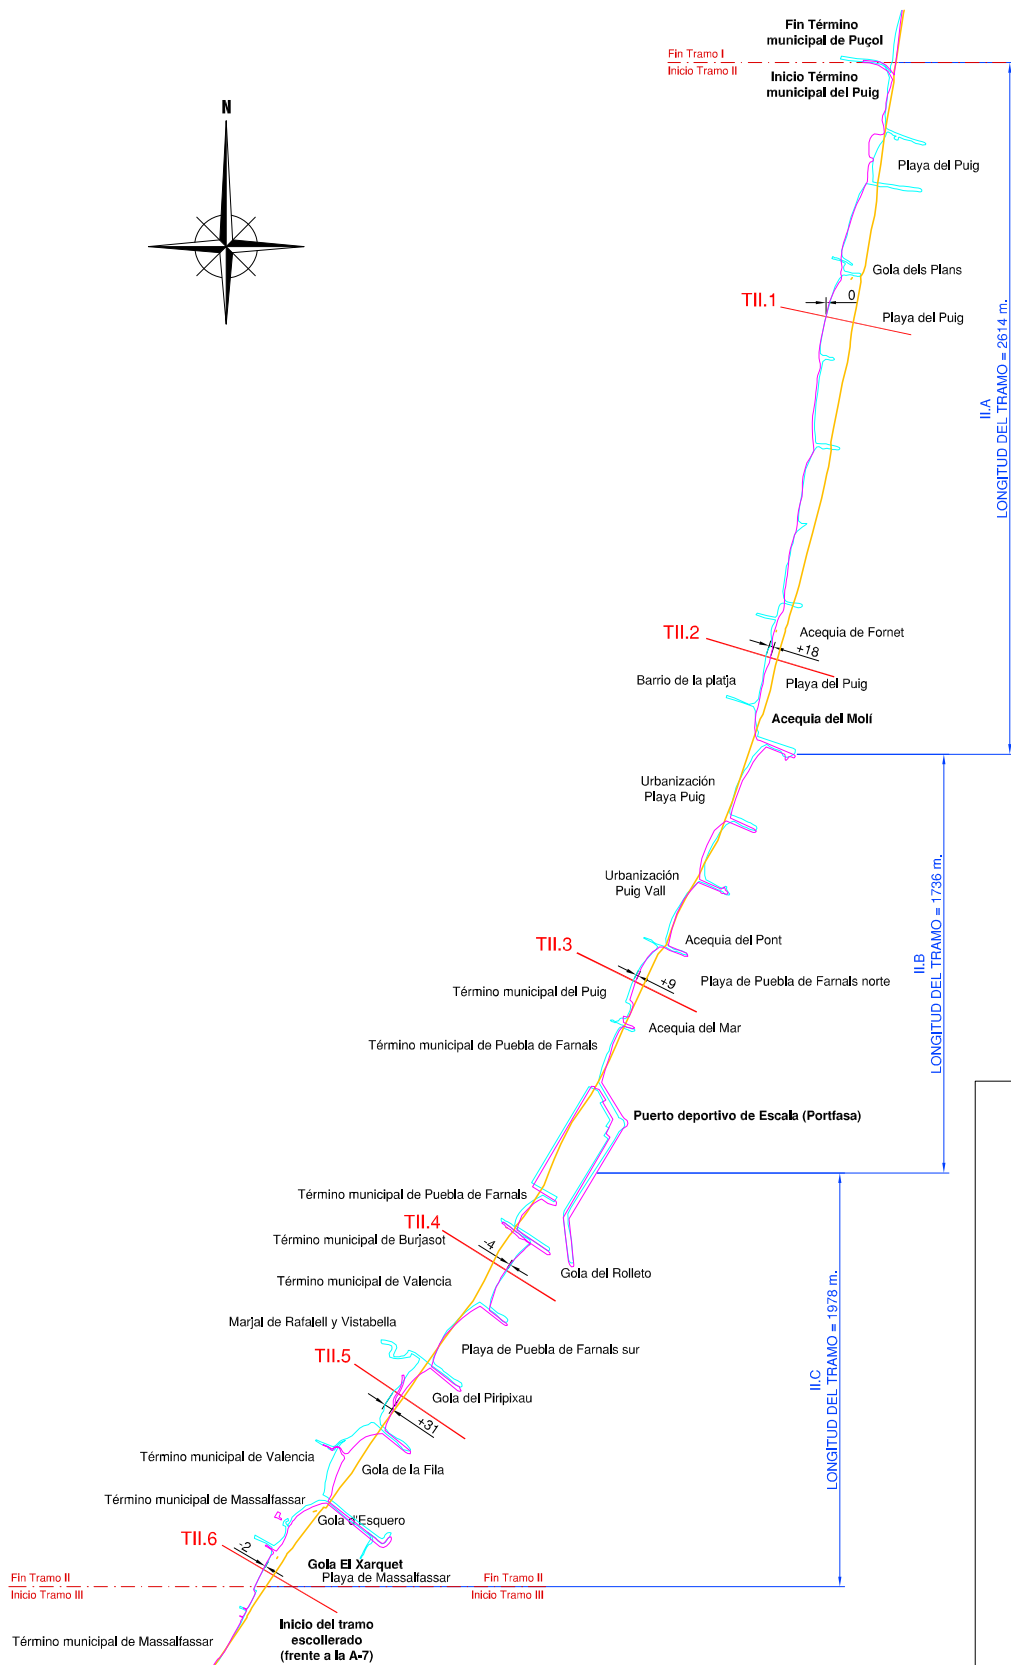 Fin Término
municipal de Puçol
Fin Tramo I
Inicio Tramo II
Inicio Término
municipal del Puig
N
Playa del Puig
Gola dels Plans
TII.1
0
Playa del Puig
II.A
LONGITUD DEL TRAMO = 2614 m.
TII.2
Acequia de Fornet
+18
Barrio de la platja
Playa del Puig
Acequia del Molí
Urbanización
Playa Puig
Urbanización
Puig Vall
TII.3
Acequia del Pont
+9
Término municipal del Puig
Playa de Puebla de Farnals norte
Acequia del Mar
Término municipal de Puebla de Farnals
II.B
LONGITUD DEL TRAMO = 1736 m.
Puerto deportivo de Escala (Portfasa)
Término municipal de Puebla de Farnals
TII.4
Término municipal de Burjasot
-4
Gola del Rolleto
Término municipal de Valencia
Marjal de Rafalell y Vistabella
Playa de Puebla de Farnals sur
TII.5
Gola del Piripixau
+31
II.C
LONGITUD DEL TRAMO = 1978 m.
Término municipal de Valencia
Gola de la Fila
Término municipal de Massalfassar
Gola d'Esquero
TII.6
-2
Gola El Xarquet
Playa de Massalfassar
Fin Tramo II
Inicio Tramo III
Fin Tramo II
Inicio Tramo III
Inicio del tramo
escollerado
(frente a la A-7)
Término municipal de Massalfassar